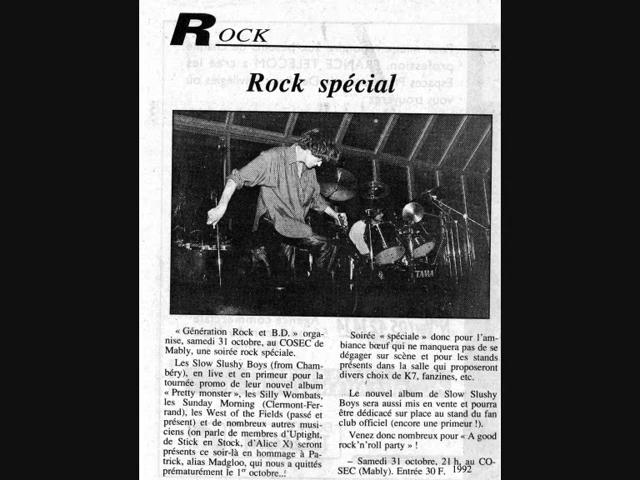 ROCK
Rock spécial
TAMA
« Génération Rock et B.D. » orga-
nise, samedi 31 octobre, au COSEC de
Mably, une soirée rock spéciale.
Les Slow Slushy Boys (from Cham-
béry), en live et en primeur pour la
tournée promo de leur nouvel album
« Pretty monster », les Silly Wombats,
les Sunday Morning (Clermont-Fer-
rand), les West of the Fields (passé et
présent) et de nombreux autres musi-
ciens (on parle de membres d'Uptight,
de Stick en Stock, d'Alice X) seront
présents ce soir-là en hommage à Pa-
trick, alias Madgloo, qui nous a quittés
prématurément le 1er octobre...
Soirée « spéciale » donc pour l'am-
biance bœuf qui ne manquera pas de se
dégager sur scène et pour les stands
présents dans la salle qui proposeront
divers choix de K7, fanzines, etc.
Le nouvel album de Slow Slushy
Boys sera aussi mis en vente et pourra
être dédicacé sur place au stand du fan
club officiel (encore une primeur !).
Venez donc nombreux pour « A good
rock'n'roll party » !
– Samedi 31 octobre, 21 h, au CO-
SEC (Mably). Entrée 30 F. 1992